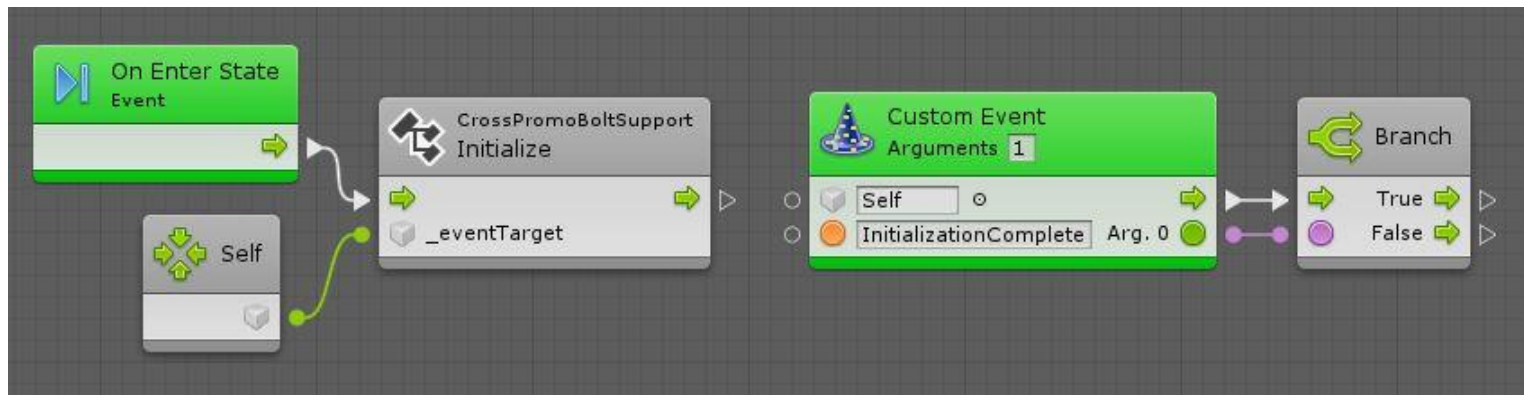 On Enter State
Event
Self
CrossPromoBoltSupport
Initialize
_eventTarget
Custom Event
Arguments 1
Self
InitializationComplete Arg. 0
Branch
True
False